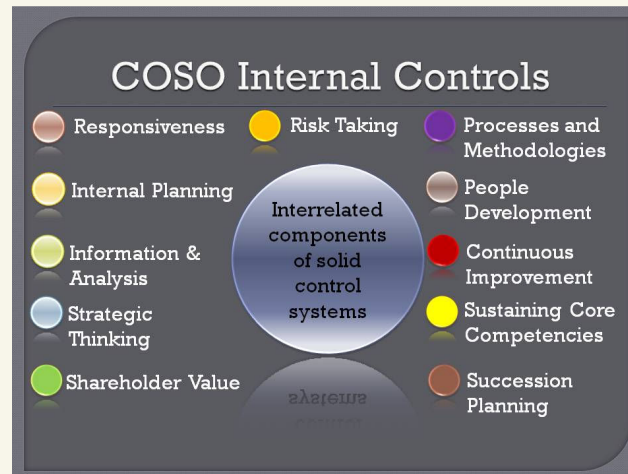 COSO Internal Controls
Responsiveness
Risk Taking
Processes and
Methodologies
Internal Planning
People
Development
Interrelated
components
of solid
control
systems
Information &
Analysis
Continuous
Improvement
Strategic
Thinking
Sustaining Core
Competencies
Shareholder Value
Succession
Planning